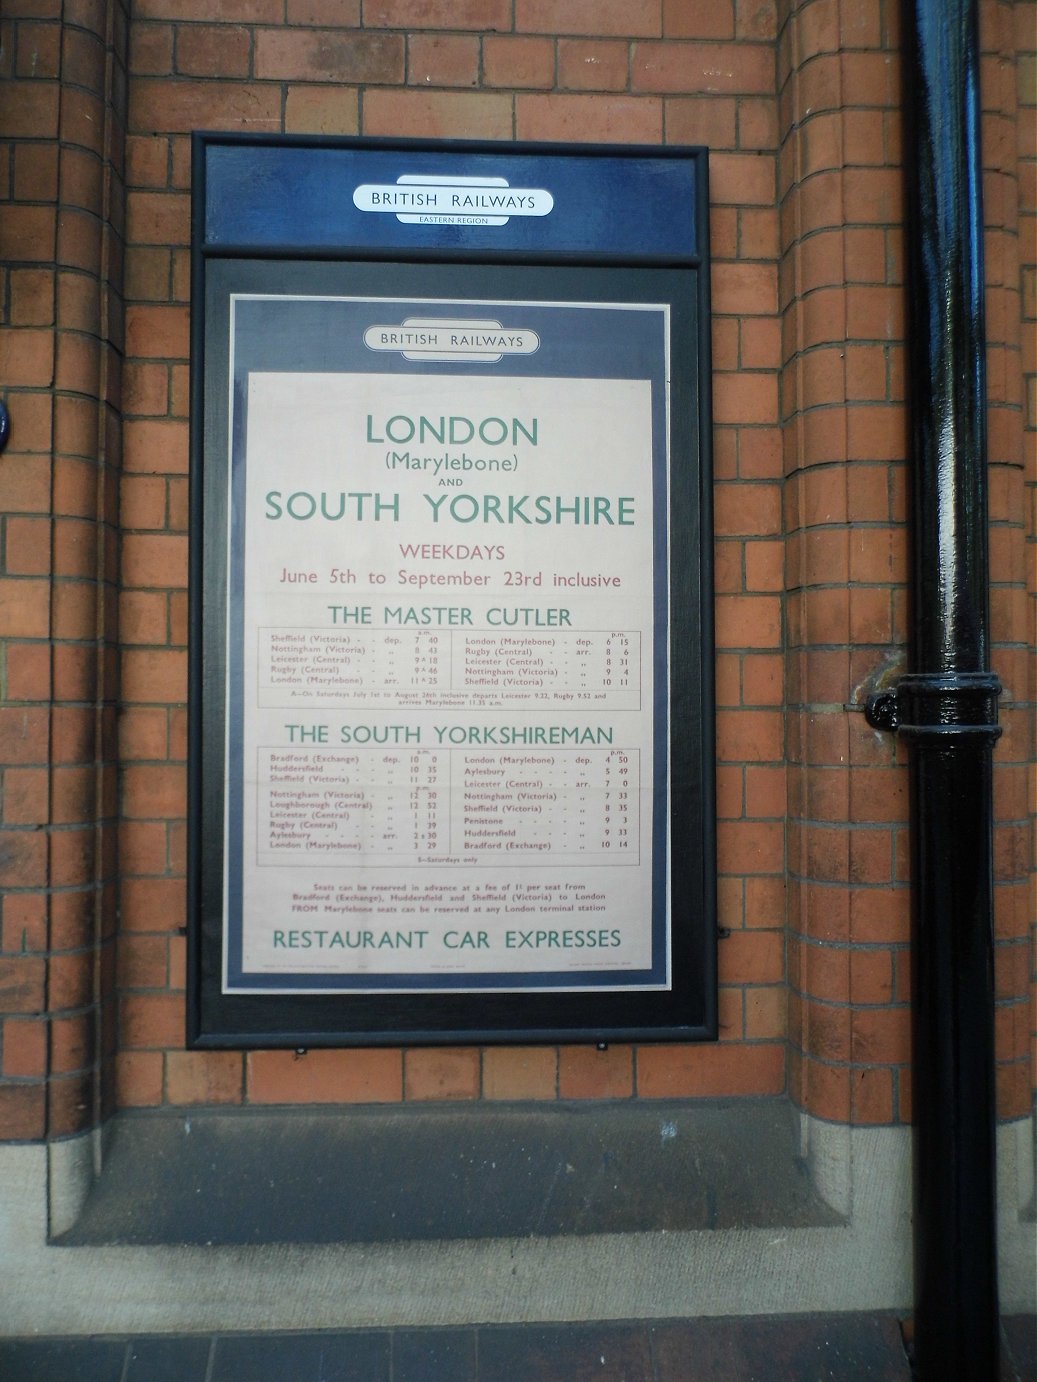 BRITISH RAILWAYS
EASTERN REGION
BRITISH RAILWAYS
LONDON
(Marylebone)
AND
SOUTH YORKSHIRE
WEEKDAYS
June 5th to September 23rd inclusive
THE MASTER CUTLER
a.m.
Sheffield (Victoria) - - dep. 7 40
Nottingham (Victoria) - „ 8 43
Leicester (Central) - - „ 9A18
Rugby (Central) - - „ 9A46
London (Marylebone) - arr. 11A25
p.m.
London (Marylebone) - dep. 6 15
Rugby (Central) - - arr. 8 6
Leicester (Central) - - „ 8 31
Nottingham (Victoria) - „ 9 4
Sheffield (Victoria) - - „ 10 11
A—On Saturdays July 1st to August 26th inclusive departs Leicester 9.22, Rugby 9.52 and
arrives Marylebone 11.35 a.m.
THE SOUTH YORKSHIREMAN
a.m.
Bradford (Exchange) - dep. 10 0
Huddersfield - - - „ 10 35
Sheffield (Victoria) - - „ 11 27
p.m.
Nottingham (Victoria) - „ 12 30
Loughborough (Central) „ 12 52
Leicester (Central) - - „ 1 11
Rugby (Central) - - „ 1 39
Aylesbury - - - - arr. 2s30
London (Marylebone) - „ 3 29
p.m.
London (Marylebone) - dep. 4 50
Aylesbury - - - - „ 5 49
Leicester (Central) - - arr. 7 0
Nottingham (Victoria) - „ 7 33
Sheffield (Victoria) - - „ 8 35
Penistone - - - - „ 9 3
Huddersfield - - - „ 9 33
Bradford (Exchange) - „ 10 14
S—Saturdays only
Seats can be reserved in advance at a fee of 1s per seat from
Bradford (Exchange), Huddersfield and Sheffield (Victoria) to London
FROM Marylebone seats can be reserved at any London terminal station
RESTAURANT CAR EXPRESSES